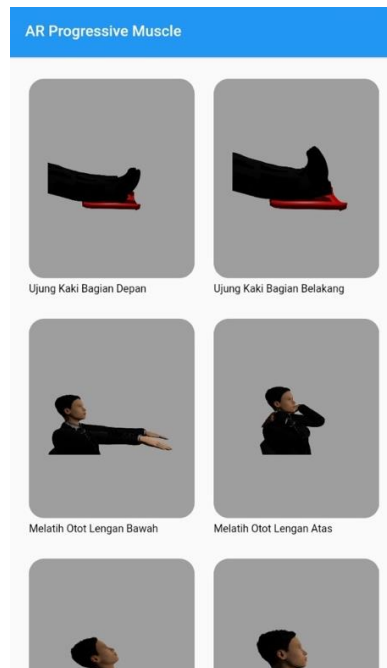 AR Progressive Muscle
Ujung Kaki Bagian Depan
Ujung Kaki Bagian Belakang
Melatih Otot Lengan Bawah
Melatih Otot Lengan Atas